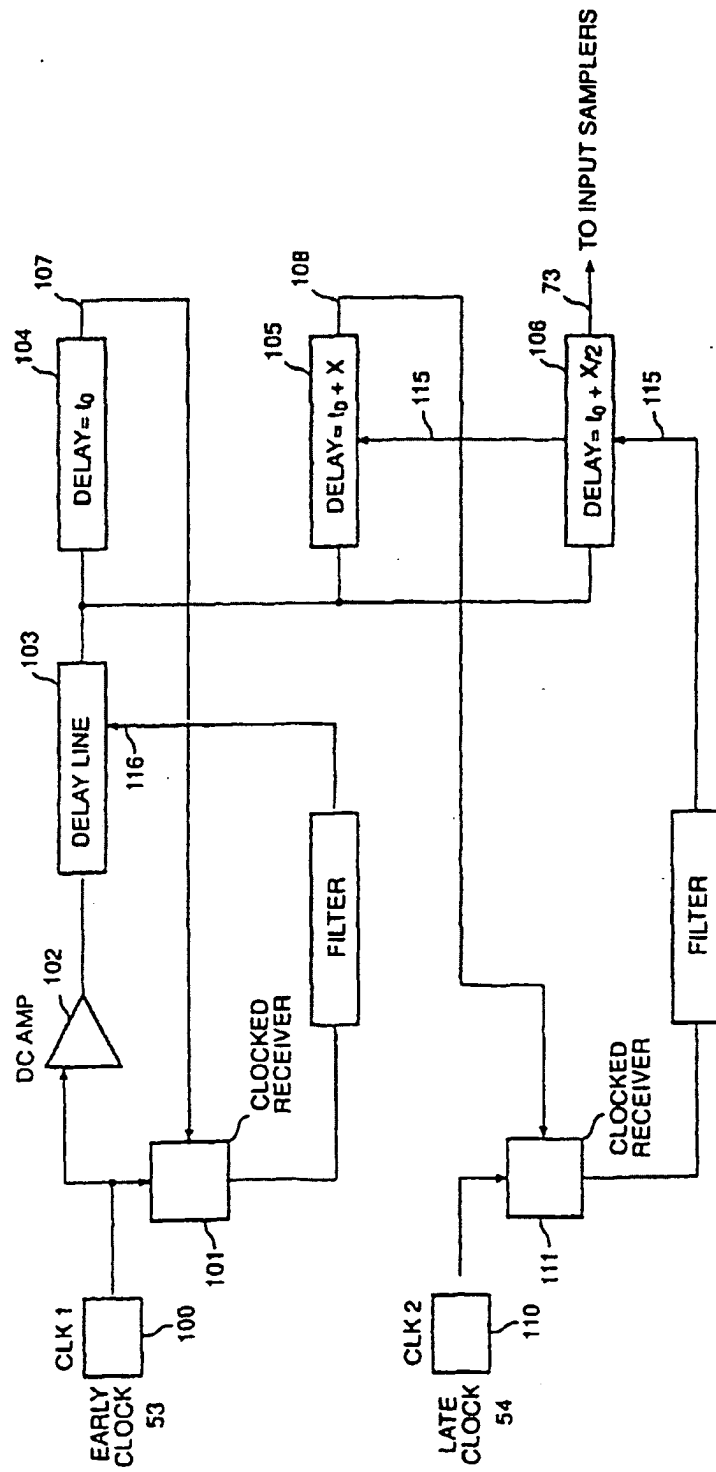 EARLY
CLOCK
53
CLK 1
100
101
CLOCKED
RECEIVER
DC AMP
102
DELAY LINE
103
116
FILTER
DELAY= t0
104
107
DELAY= t0 + X
105
108
115
DELAY= t0 + X/2
106
73
TO INPUT SAMPLERS
115
LATE
CLOCK
54
CLK 2
110
111
CLOCKED
RECEIVER
FILTER